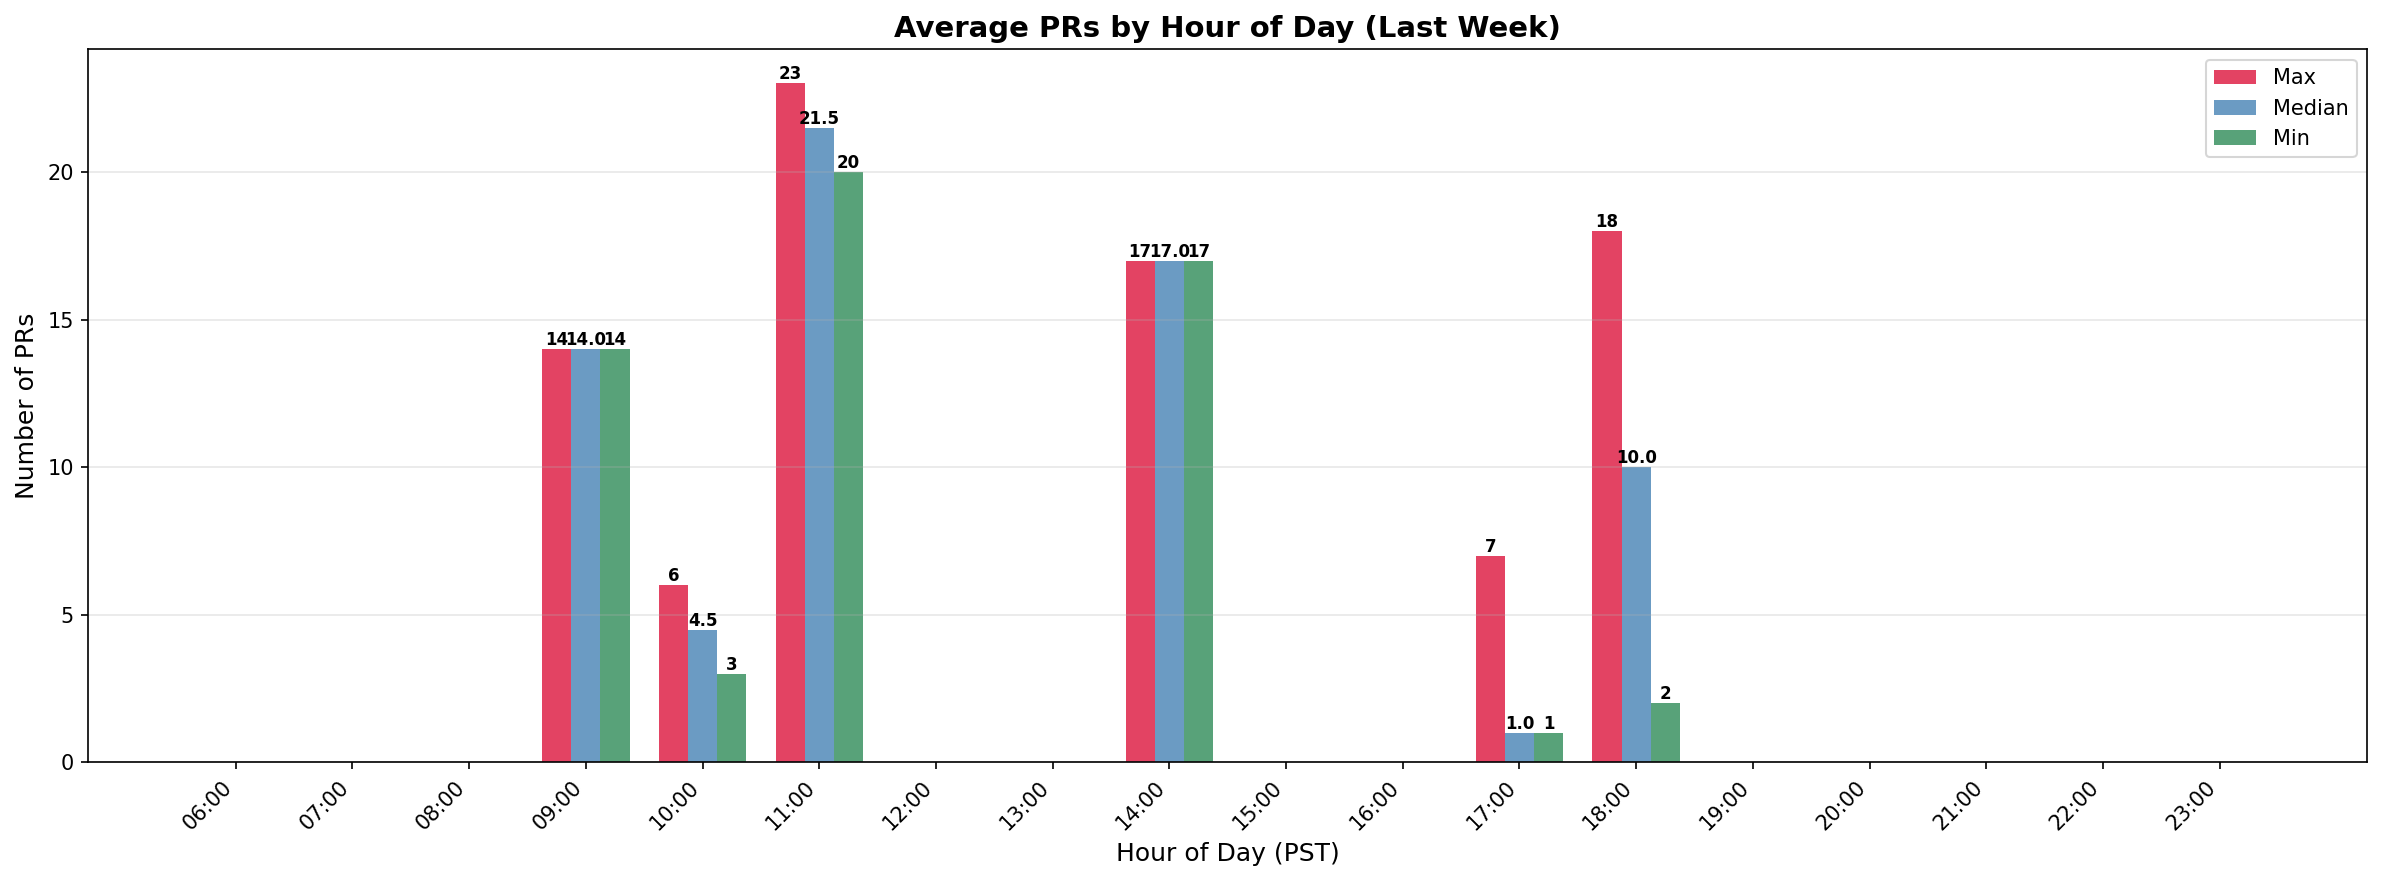 Average PRs by Hour of Day (Last Week)
Max
Median
Min
Number of PRs
20
15
10
5
0
14 14.0 14
6
4.5
3
23
21.5
20
17 17.0 17
7
1.0 1
18
10.0
2
06:00 07:00 08:00 09:00 10:00 11:00 12:00 13:00 14:00 15:00 16:00 17:00 18:00 19:00 20:00 21:00 22:00 23:00
Hour of Day (PST)